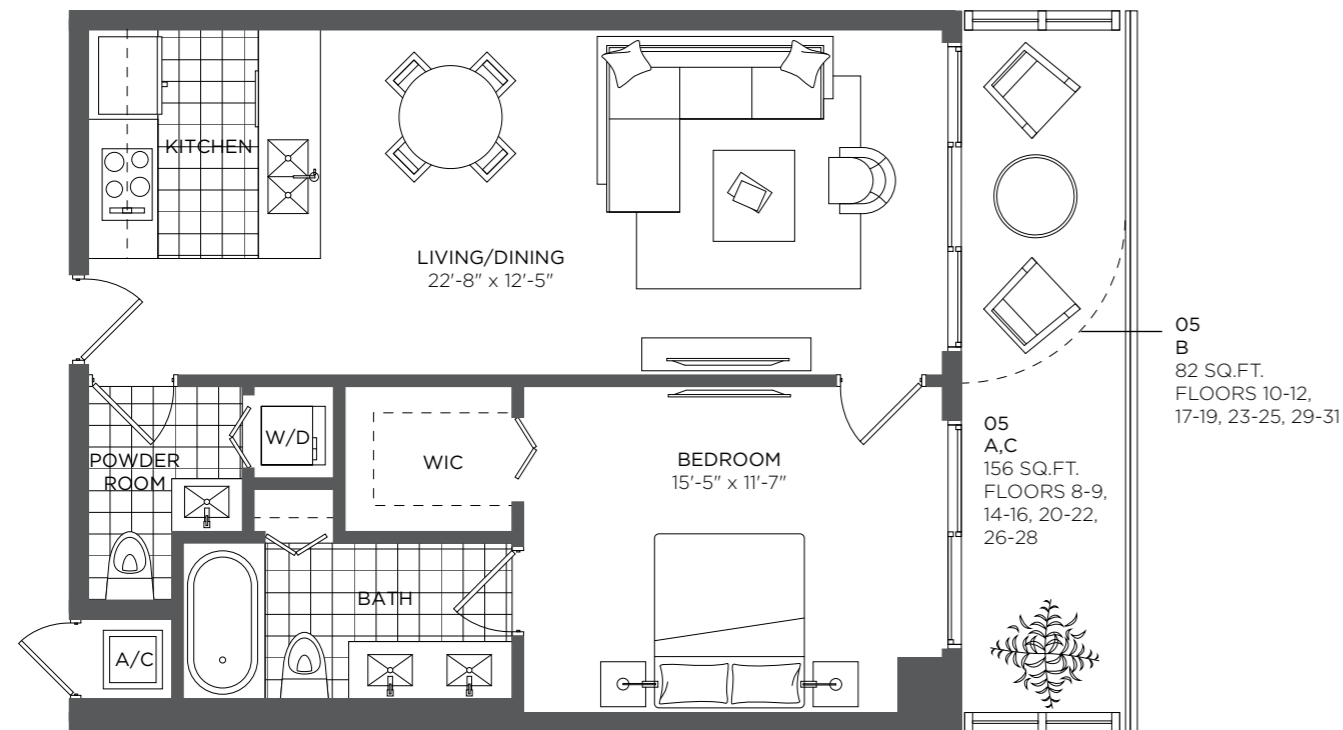 KITCHEN
LIVING/DINING
22'-8" x 12'-5"
05
B
82 SQ.FT.
FLOORS 10-12,
17-19, 23-25, 29-31
05
A,C
156 SQ.FT.
FLOORS 8-9,
14-16, 20-22,
26-28
W/D
POWDER
ROOM
WIC
BEDROOM
15'-5" x 11'-7"
BATH
A/C